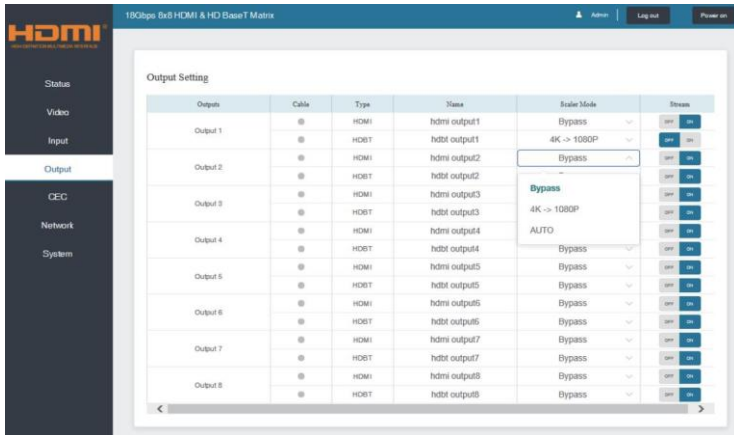 18Gbps 8x8 HDMI & HD BaseT Matrix
Admin
Log out
Power on
HDMI
HIGH-DEFINITION MULTIMEDIA INTERFACE
Status
Video
Input
Output
CEC
Network
System
Output Setting
Outputs Cable Type Name Scaler Mode Stream
Output 1
HDMI hdmi output1 Bypass OFF ON
HDBT hdbt output1 4K -> 1080P OFF ON
Output 2
HDMI hdmi output2 Bypass OFF ON
HDBT hdbt output2 OFF ON
Bypass
4K -> 1080P
AUTO
Output 3
HDMI hdmi output3 OFF ON
HDBT hdbt output3 OFF ON
Output 4
HDMI hdmi output4 OFF ON
HDBT hdbt output4 Bypass OFF ON
Output 5
HDMI hdmi output5 Bypass OFF ON
HDBT hdbt output5 Bypass OFF ON
Output 6
HDMI hdmi output6 Bypass OFF ON
HDBT hdbt output6 Bypass OFF ON
Output 7
HDMI hdmi output7 Bypass OFF ON
HDBT hdbt output7 Bypass OFF ON
Output 8
HDMI hdmi output8 Bypass OFF ON
HDBT hdbt output8 Bypass OFF ON